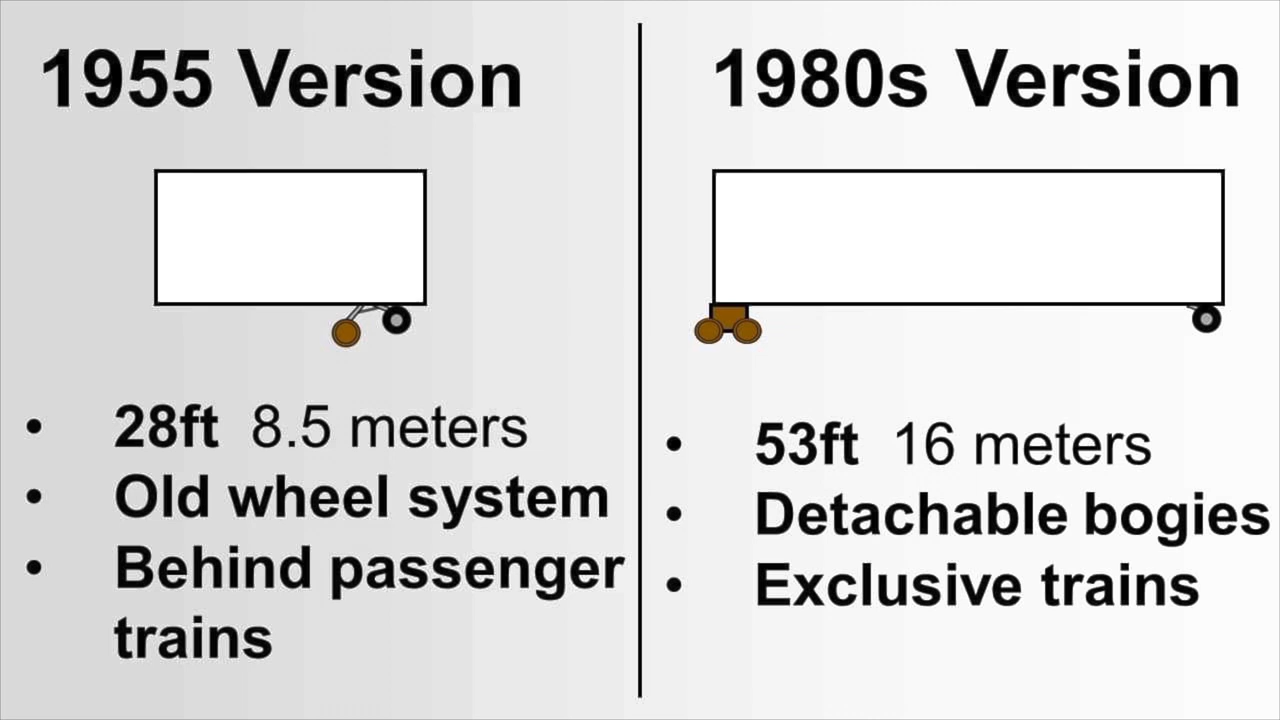 1955 Version
• 28ft 8.5 meters
• Old wheel system
• Behind passenger
trains
1980s Version
• 53ft 16 meters
• Detachable bogies
• Exclusive trains